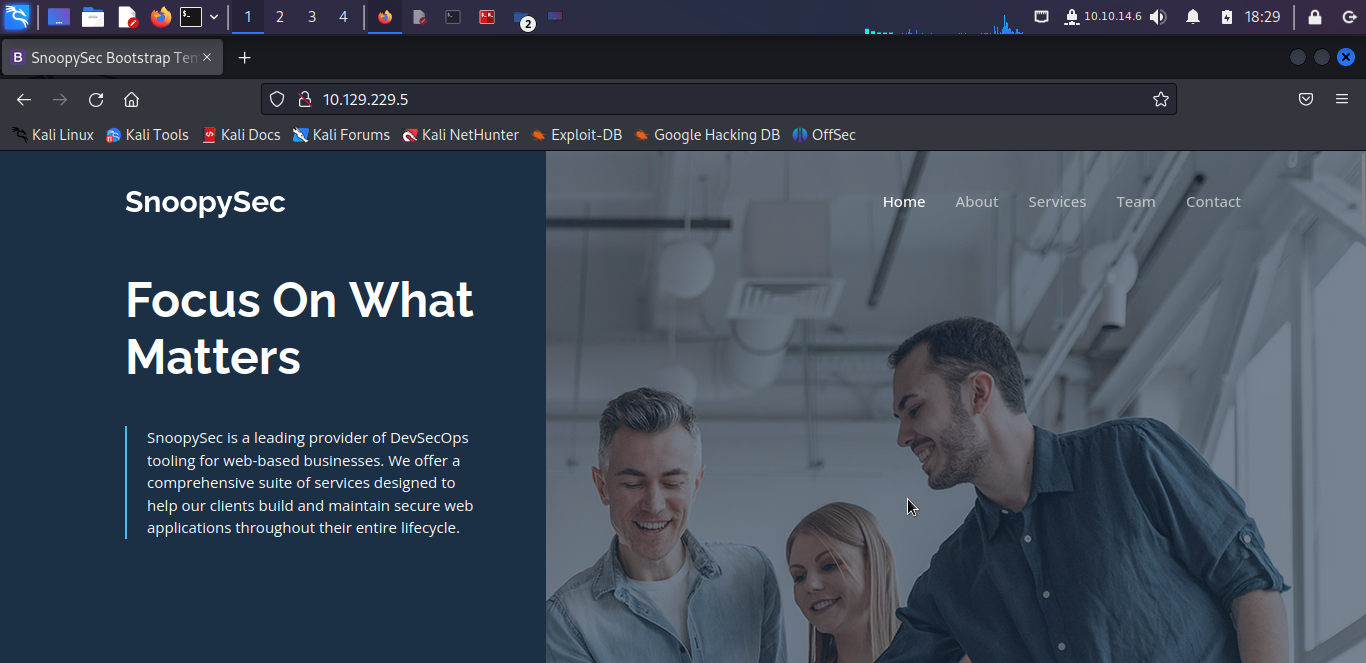 1 2 3 4 2 10.10.14.6 18:29
SnoopySec Bootstrap Tem
10.129.229.5
Kali Linux Kali Tools Kali Docs Kali Forums Kali NetHunter Exploit-DB Google Hacking DB OffSec
SnoopySec
Home About Services Team Contact
Focus On What
Matters
SnoopySec is a leading provider of DevSecOps
tooling for web-based businesses. We offer a
comprehensive suite of services designed to
help our clients build and maintain secure web
applications throughout their entire lifecycle.